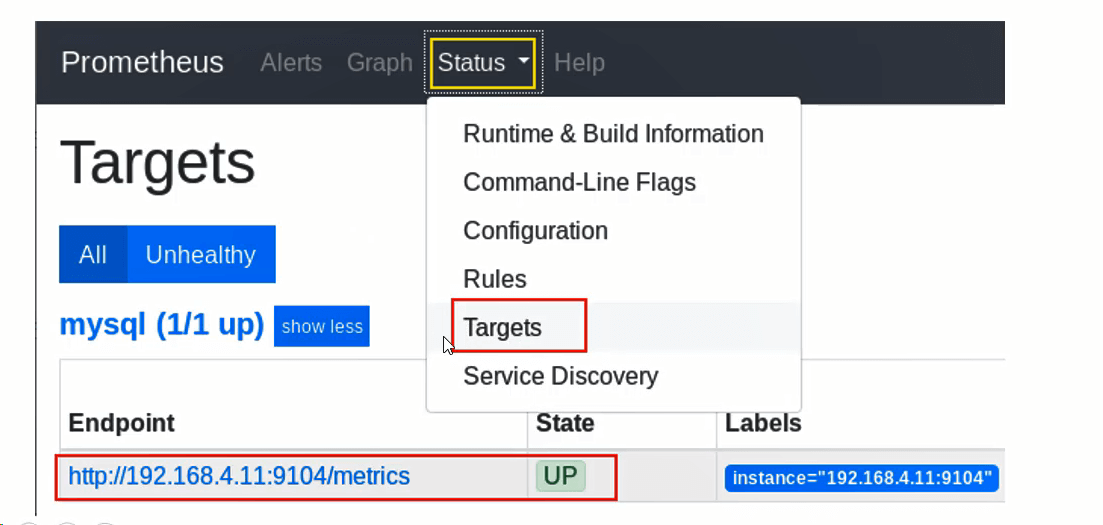 Prometheus Alerts Graph Status Help
Runtime & Build Information
Targets
Command-Line Flags
Configuration
All Unhealthy
Rules
mysql (1/1 up) show less
Targets
Service Discovery
Endpoint State Labels
http://192.168.4.11:9104/metrics UP instance="192.168.4.11:9104"